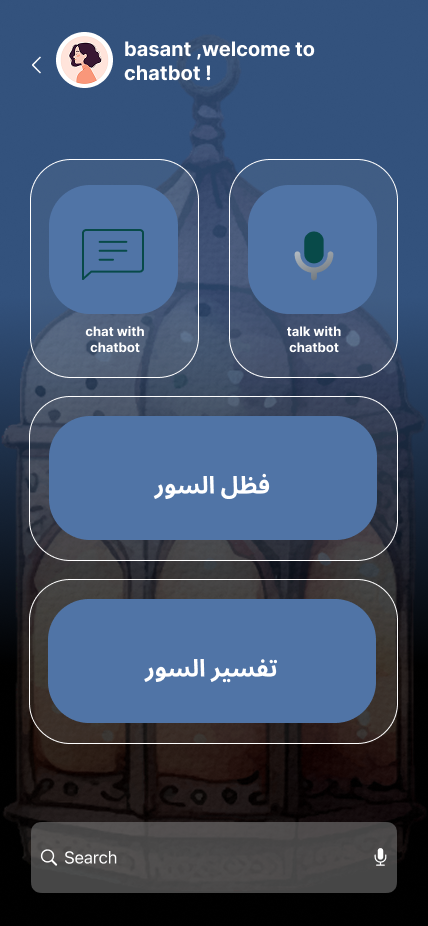 basant ,welcome to
chatbot !
chat with
chatbot
talk with
chatbot
فظل السور
تفسير السور
Search